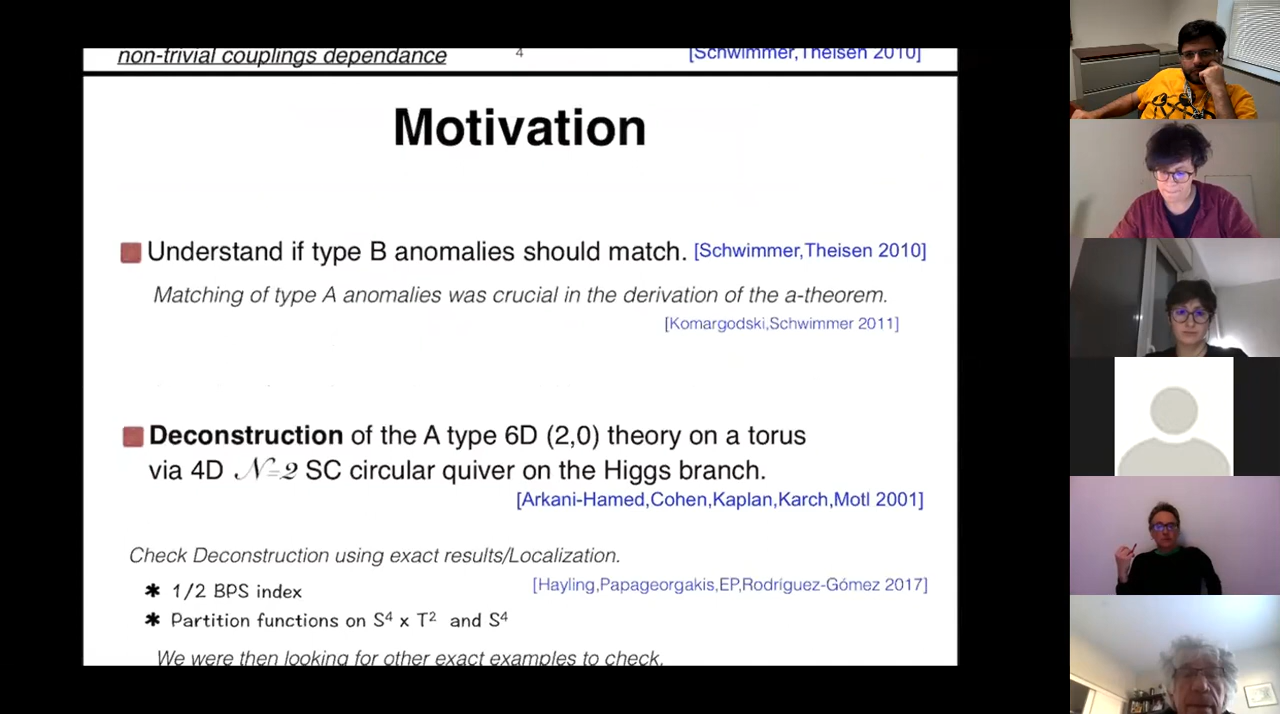 non-trivial couplings dependance
4
[Schwimmer,Theisen 2010]
Motivation
Understand if type B anomalies should match. [Schwimmer,Theisen 2010]
Matching of type A anomalies was crucial in the derivation of the a-theorem.
[Komargodski,Schwimmer 2011]
Deconstruction of the A type 6D (2,0) theory on a torus
via 4D 𝒩=2 SC circular quiver on the Higgs branch.
[Arkani-Hamed,Cohen,Kaplan,Karch,Motl 2001]
Check Deconstruction using exact results/Localization.
[Hayling,Papageorgakis,EP,Rodríguez-Gómez 2017]
✱ 1/2 BPS index
✱ Partition functions on S⁴ x T² and S⁴
We were then looking for other exact examples to check.